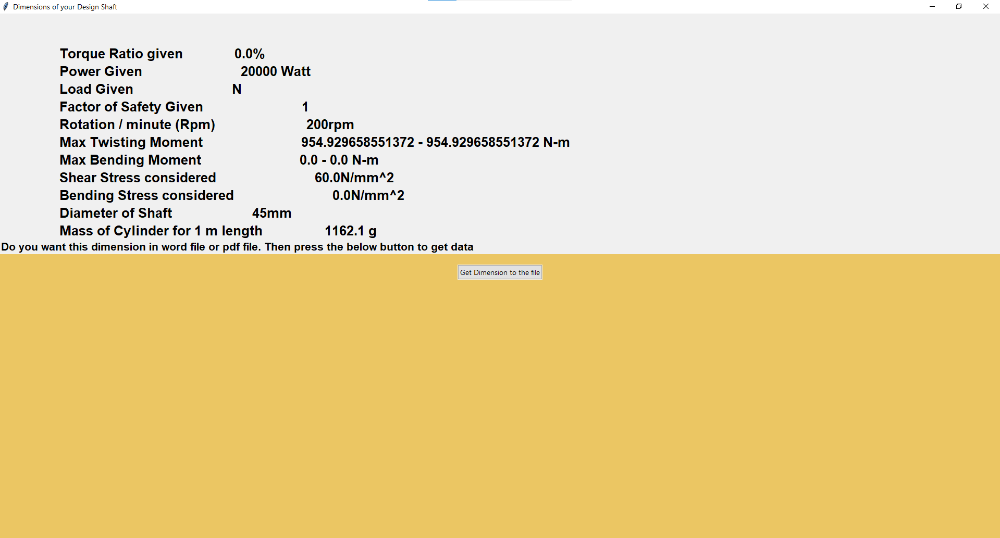 Dimensions of your Design Shaft
Torque Ratio given 0.0%
Power Given 20000 Watt
Load Given N
Factor of Safety Given 1
Rotation / minute (Rpm) 200rpm
Max Twisting Moment 954.929658551372 - 954.929658551372 N-m
Max Bending Moment 0.0 - 0.0 N-m
Shear Stress considered 60.0N/mm^2
Bending Stress considered 0.0N/mm^2
Diameter of Shaft 45mm
Mass of Cylinder for 1 m length 1162.1 g
Do you want this dimension in word file or pdf file. Then press the below button to get data
Get Dimension to the file